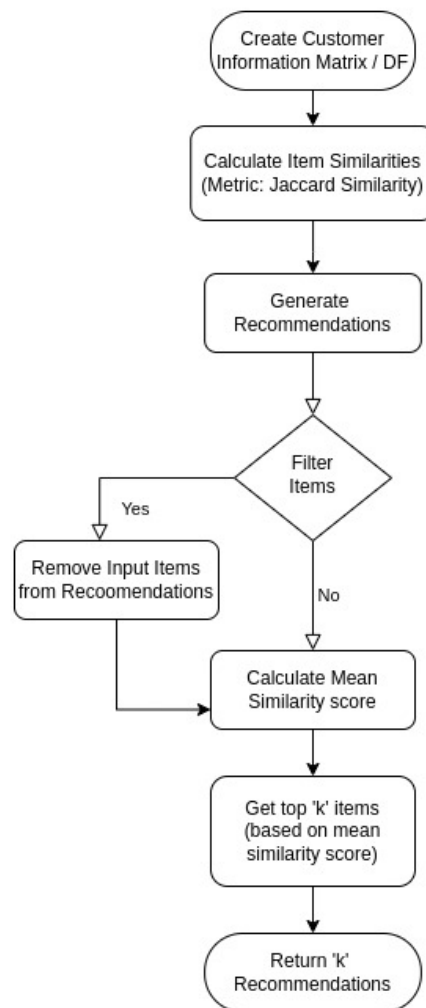 Create Customer
Information Matrix / DF
Calculate Item Similarities
(Metric: Jaccard Similarity)
Generate
Recommendations
Filter
Items
Yes
Remove Input Items
from Recoomendations
No
Calculate Mean
Similarity score
Get top 'k' items
(based on mean
similarity score)
Return 'k'
Recommendations